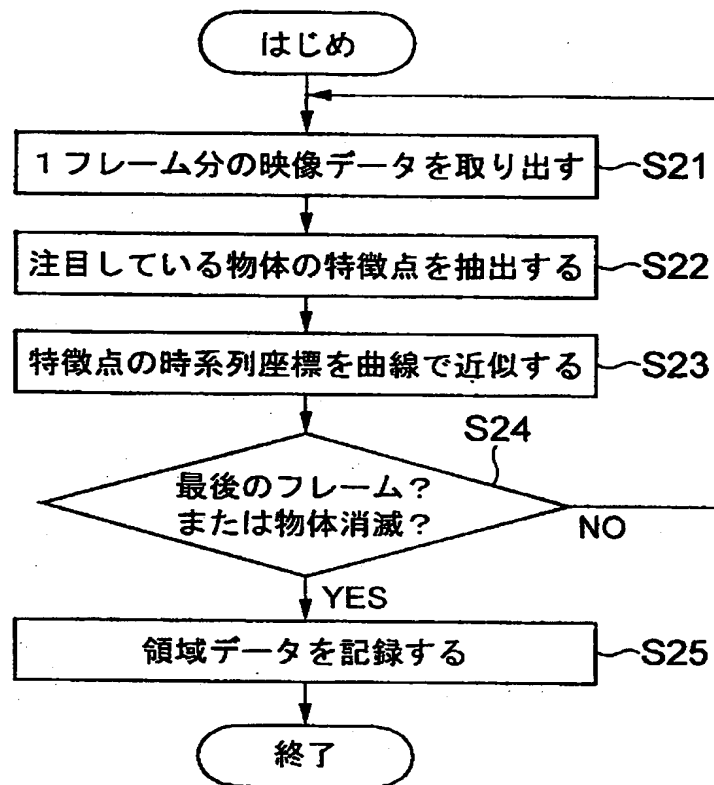 はじめ
1フレーム分の映像データを取り出す
S21
注目している物体の特徴点を抽出する
S22
特徴点の時系列座標を曲線で近似する
S23
S24
最後のフレーム?
または物体消滅?
NO
YES
領域データを記録する
S25
終了